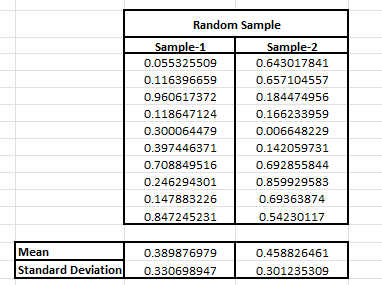 Random Sample
Sample-1 Sample-2
0.055325509 0.643017841
0.116396659 0.657104557
0.960617372 0.184474956
0.118647124 0.166233959
0.300064479 0.006648229
0.397446371 0.142059731
0.708849516 0.692855844
0.246294301 0.859929583
0.147883226 0.69363874
0.847245231 0.54230117
Mean 0.389876979 0.458826461
Standard Deviation 0.330698947 0.301235309